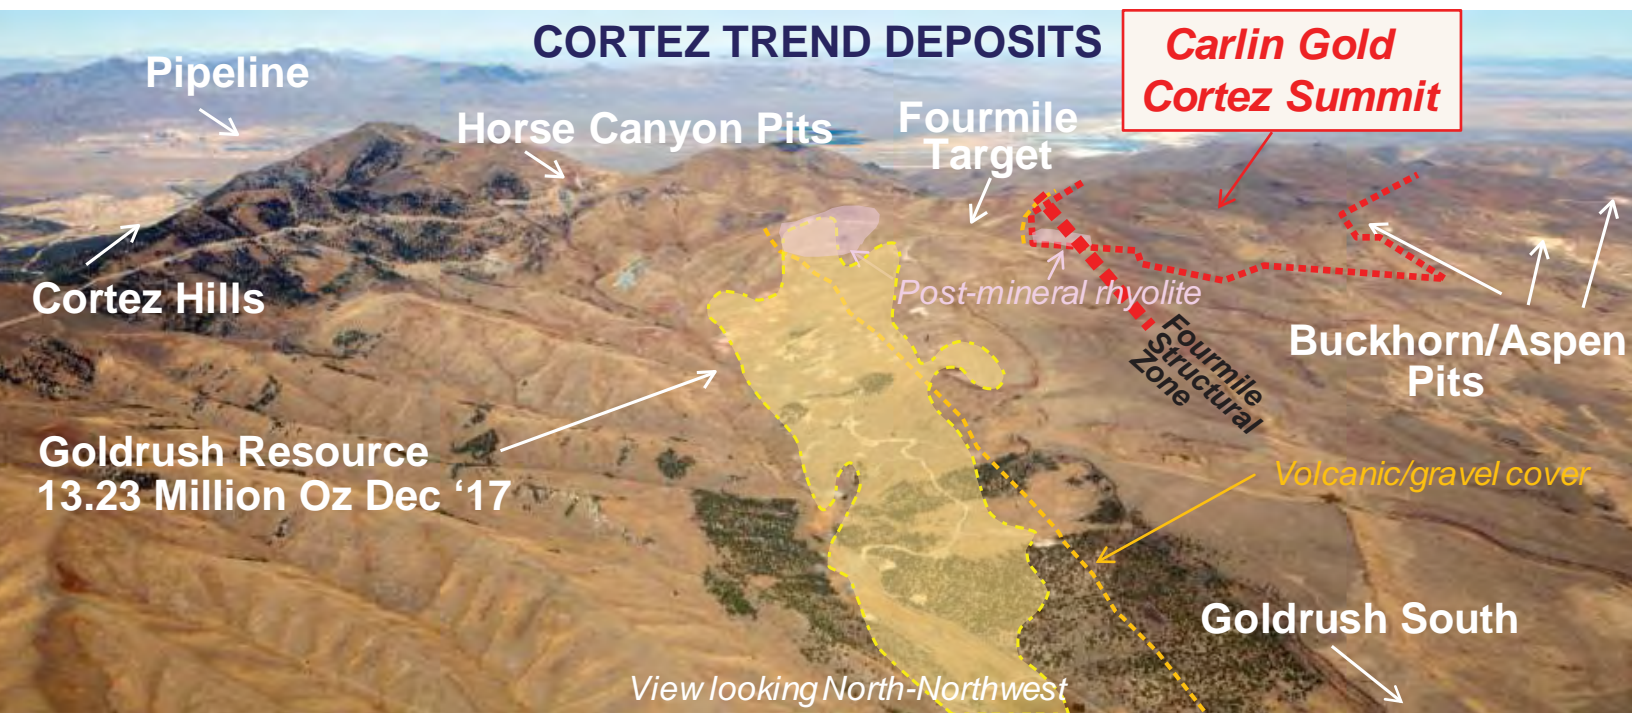 CORTEZ TREND DEPOSITS
Carlin Gold
Cortez Summit
Pipeline
Horse Canyon Pits
Fourmile
Target
Cortez Hills
Post-mineral rhyolite
Fourmile
Structural
Zone
Buckhorn/Aspen
Pits
Goldrush Resource
13.23 Million Oz Dec ‘17
Volcanic/gravel cover
Goldrush South
View looking North-Northwest